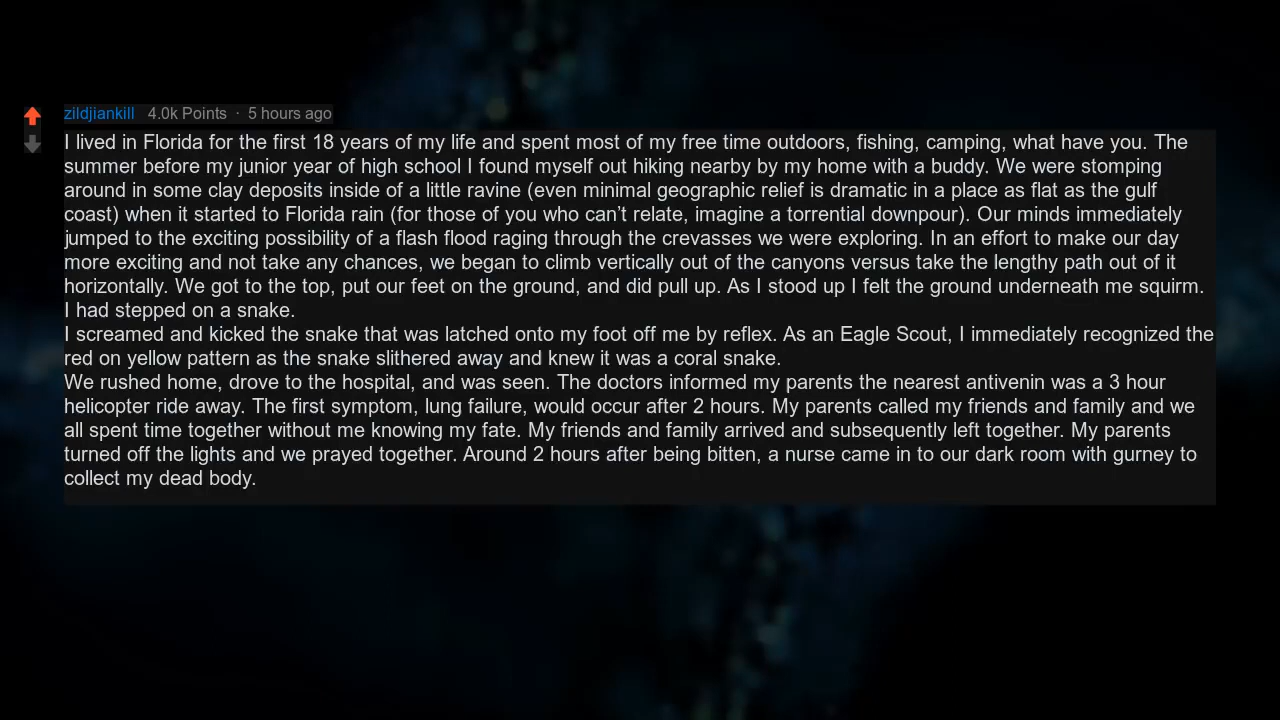 zildjiankill 4.0k Points · 5 hours ago
I lived in Florida for the first 18 years of my life and spent most of my free time outdoors, fishing, camping, what have you. The
summer before my junior year of high school I found myself out hiking nearby by my home with a buddy. We were stomping
around in some clay deposits inside of a little ravine (even minimal geographic relief is dramatic in a place as flat as the gulf
coast) when it started to Florida rain (for those of you who can’t relate, imagine a torrential downpour). Our minds immediately
jumped to the exciting possibility of a flash flood raging through the crevasses we were exploring. In an effort to make our day
more exciting and not take any chances, we began to climb vertically out of the canyons versus take the lengthy path out of it
horizontally. We got to the top, put our feet on the ground, and did pull up. As I stood up I felt the ground underneath me squirm.
I had stepped on a snake.
I screamed and kicked the snake that was latched onto my foot off me by reflex. As an Eagle Scout, I immediately recognized the
red on yellow pattern as the snake slithered away and knew it was a coral snake.
We rushed home, drove to the hospital, and was seen. The doctors informed my parents the nearest antivenin was a 3 hour
helicopter ride away. The first symptom, lung failure, would occur after 2 hours. My parents called my friends and family and we
all spent time together without me knowing my fate. My friends and family arrived and subsequently left together. My parents
turned off the lights and we prayed together. Around 2 hours after being bitten, a nurse came in to our dark room with gurney to
collect my dead body.